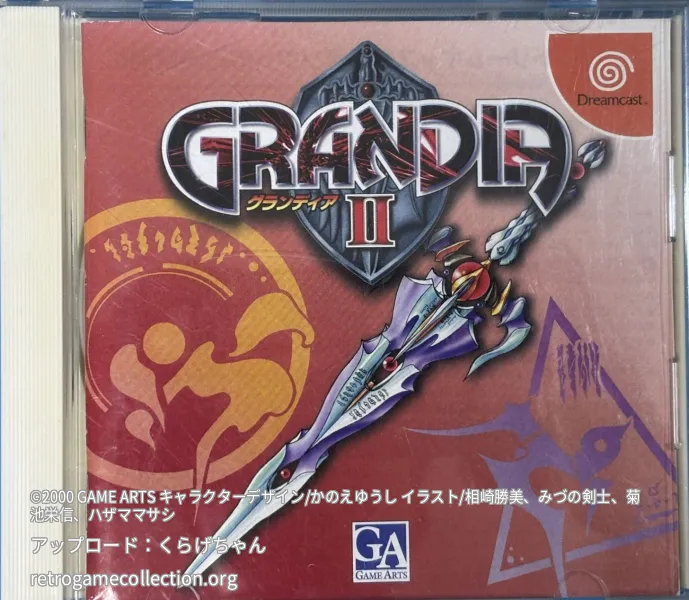 Dreamcast™
GRANDIA
グランディア
II
©2000 GAME ARTS キャラクターデザイン/かのえゆうし イラスト/相崎勝美、みづの剣士、菊
池栄信、ハザママサシ
アップロード：くらげちゃん
GA
GAME ARTS
retrogamecollection.org